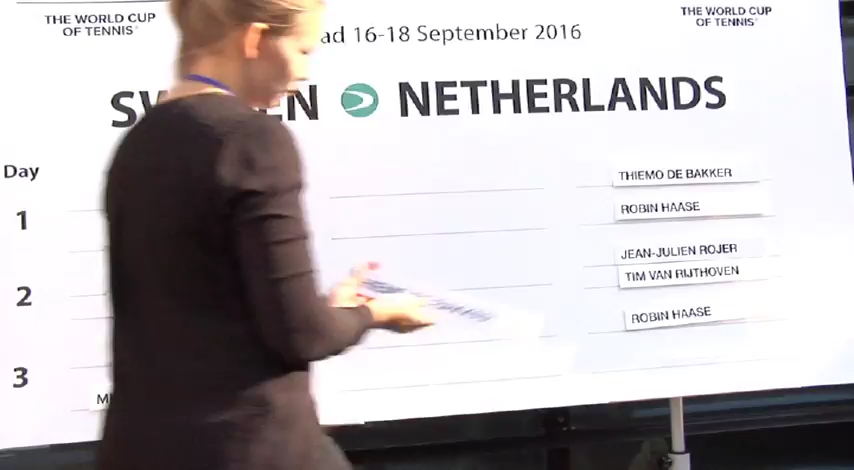 THE WORLD CUP
OF TENNIS
THE WORLD CUP
OF TENNIS
ad 16-18 September 2016
NETHERLANDS
Day
THIEMO DE BAKKER
1
ROBIN HAASE
JEAN-JULIEN ROJER
2
TIM VAN RIJTHOVEN
ROBIN HAASE
3